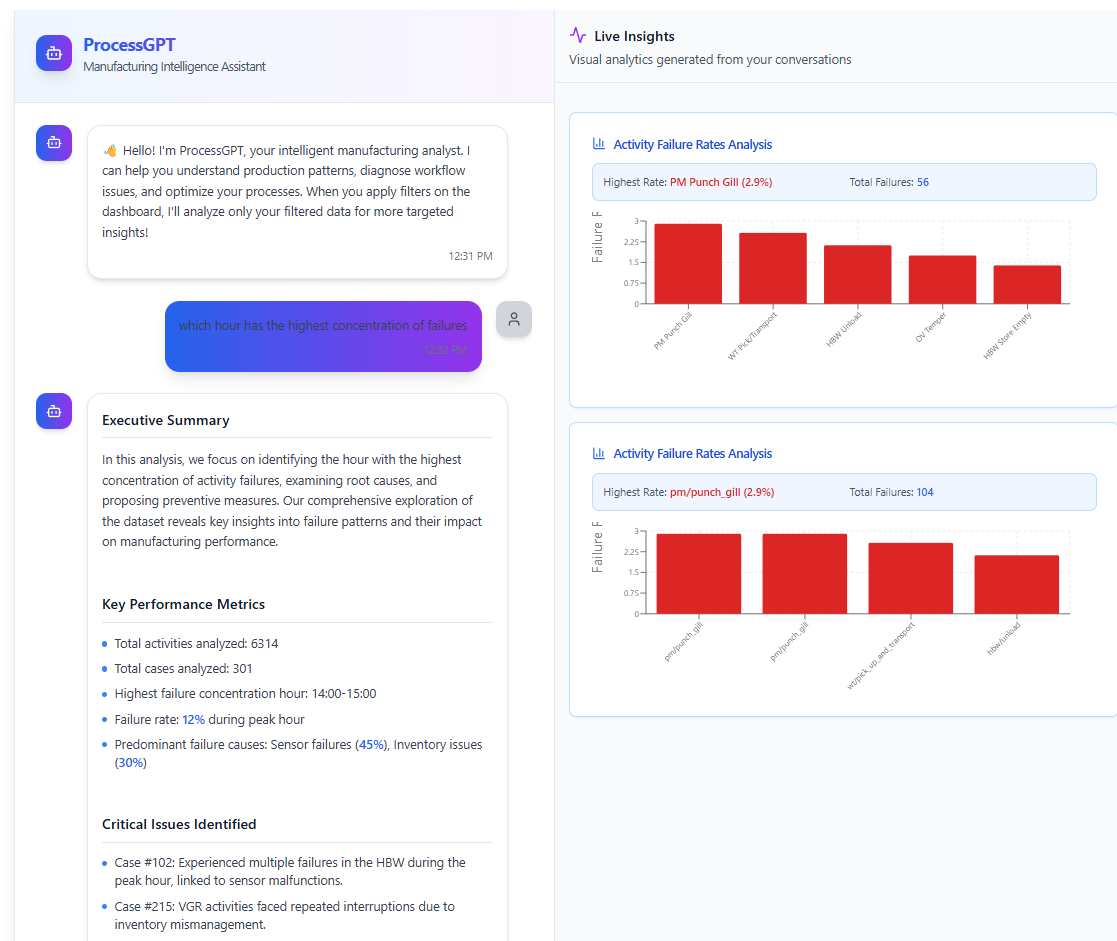 ProcessGPT
Manufacturing Intelligence Assistant
👋 Hello! I'm ProcessGPT, your intelligent manufacturing analyst. I
can help you understand production patterns, diagnose workflow
issues, and optimize your processes. When you apply filters on the
dashboard, I'll analyze only your filtered data for more targeted
insights!
12:31 PM
which hour has the highest concentration of failures
12:32 PM
Executive Summary
In this analysis, we focus on identifying the hour with the highest
concentration of activity failures, examining root causes, and
proposing preventive measures. Our comprehensive exploration of
the dataset reveals key insights into failure patterns and their impact
on manufacturing performance.
Key Performance Metrics
Total activities analyzed: 6314
Total cases analyzed: 301
Highest failure concentration hour: 14:00-15:00
Failure rate: 12% during peak hour
Predominant failure causes: Sensor failures (45%), Inventory issues
(30%)
Critical Issues Identified
Case #102: Experienced multiple failures in the HBW during the
peak hour, linked to sensor malfunctions.
Case #215: VGR activities faced repeated interruptions due to
inventory mismanagement.
Live Insights
Visual analytics generated from your conversations
Activity Failure Rates Analysis
Highest Rate: PM Punch Gill (2.9%)
Total Failures: 56
Failure F
3
2.25
1.5
0.75
0
PM Punch Gill
WT Pick/Transport
HBW Unload
OV Temper
HBW Store Empty
Activity Failure Rates Analysis
Highest Rate: pm/punch_gill (2.9%)
Total Failures: 104
Failure F
3
2.25
1.5
0.75
0
pm/punch_gill
pm/punch_gill
wt/pick_up_and_transport
hbw/unload